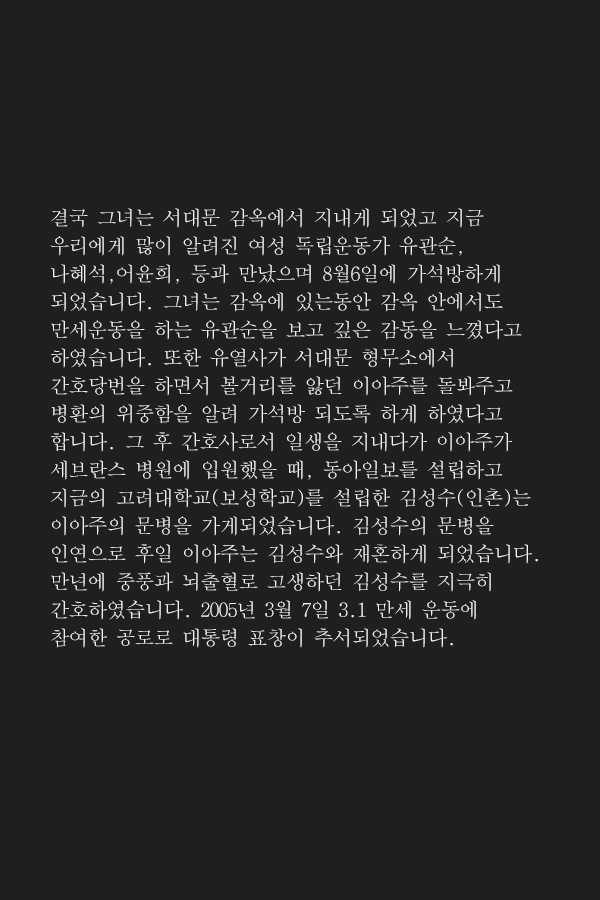 결국 그녀는 서대문 감옥에서 지내게 되었고 지금
우리에게 많이 알려진 여성 독립운동가 유관순,
나혜석,어윤희, 등과 만났으며 8월6일에 가석방하게
되었습니다. 그녀는 감옥에 있는동안 감옥 안에서도
만세운동을 하는 유관순을 보고 깊은 감동을 느꼈다고
하였습니다. 또한 유열사가 서대문 형무소에서
간호당번을 하면서 볼거리를 앓던 이아주를 돌봐주고
병환의 위중함을 알려 가석방 되도록 하게 하였다고
합니다. 그 후 간호사로서 일생을 지내다가 이아주가
세브란스 병원에 입원했을 때, 동아일보를 설립하고
지금의 고려대학교(보성학교)를 설립한 김성수(인촌)는
이아주의 문병을 가게되었습니다. 김성수의 문병을
인연으로 후일 이아주는 김성수와 재혼하게 되었습니다.
만년에 중풍과 뇌출혈로 고생하던 김성수를 지극히
간호하였습니다. 2005년 3월 7일 3.1 만세 운동에
참여한 공로로 대통령 표창이 추서되었습니다.